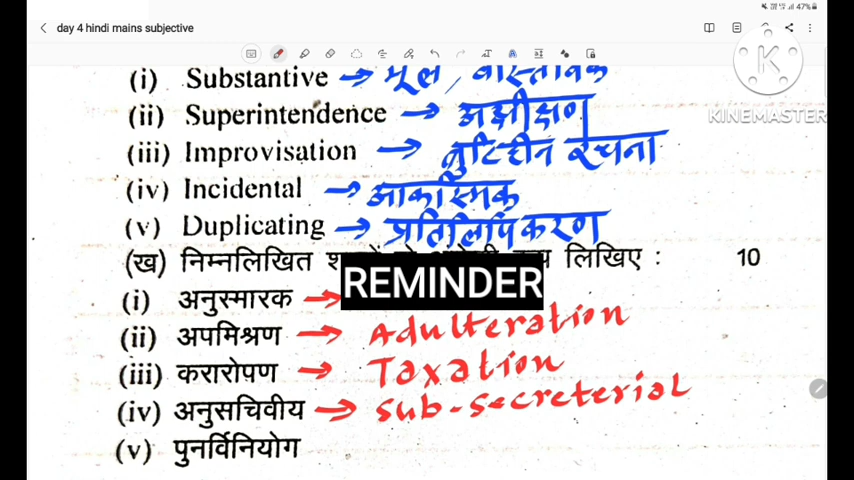 47%
day 4 hindi mains subjective
KINEMASTER
(i) Substantive → मूल, वास्तविक
(ii) Superintendence → अधीक्षण
(iii) Improvisation → त्रुटिहीन रचना
(iv) Incidental → आकस्मिक
(v) Duplicating → प्रतिलिपिकरण
(ख) निम्नलिखित लिखिए : 10
REMINDER
(i) अनुस्मारक →
(ii) अपमिश्रण → Adulteration
(iii) करारोपण → Taxation
(iv) अनुसचिवीय → Sub-secreterial
(v) पुनर्विनियोग